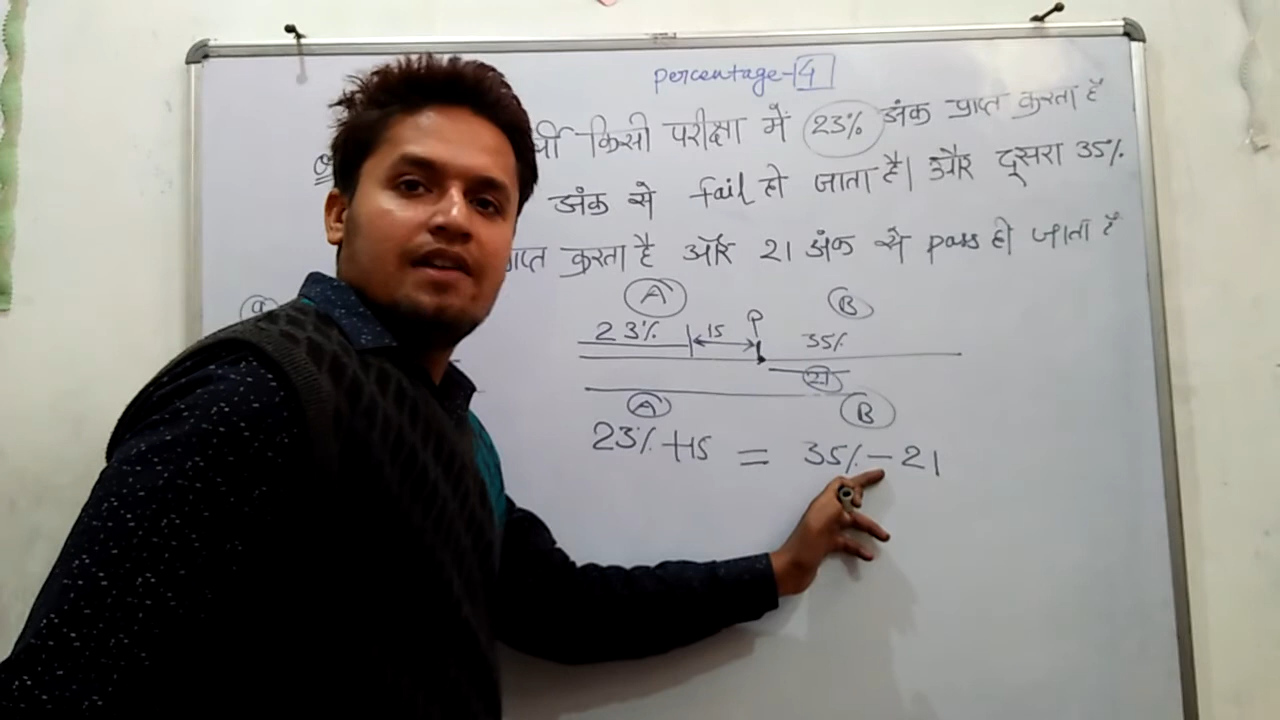 Percentage-14
किसी परीक्षा में 23% अंक प्राप्त करता है
अंक से fail हो जाता है। और दूसरा 35%
करता है और 21 अंक से pass हो जाता है
A B
23% 15 P 35%
21
A B
23%+15 = 35%-21